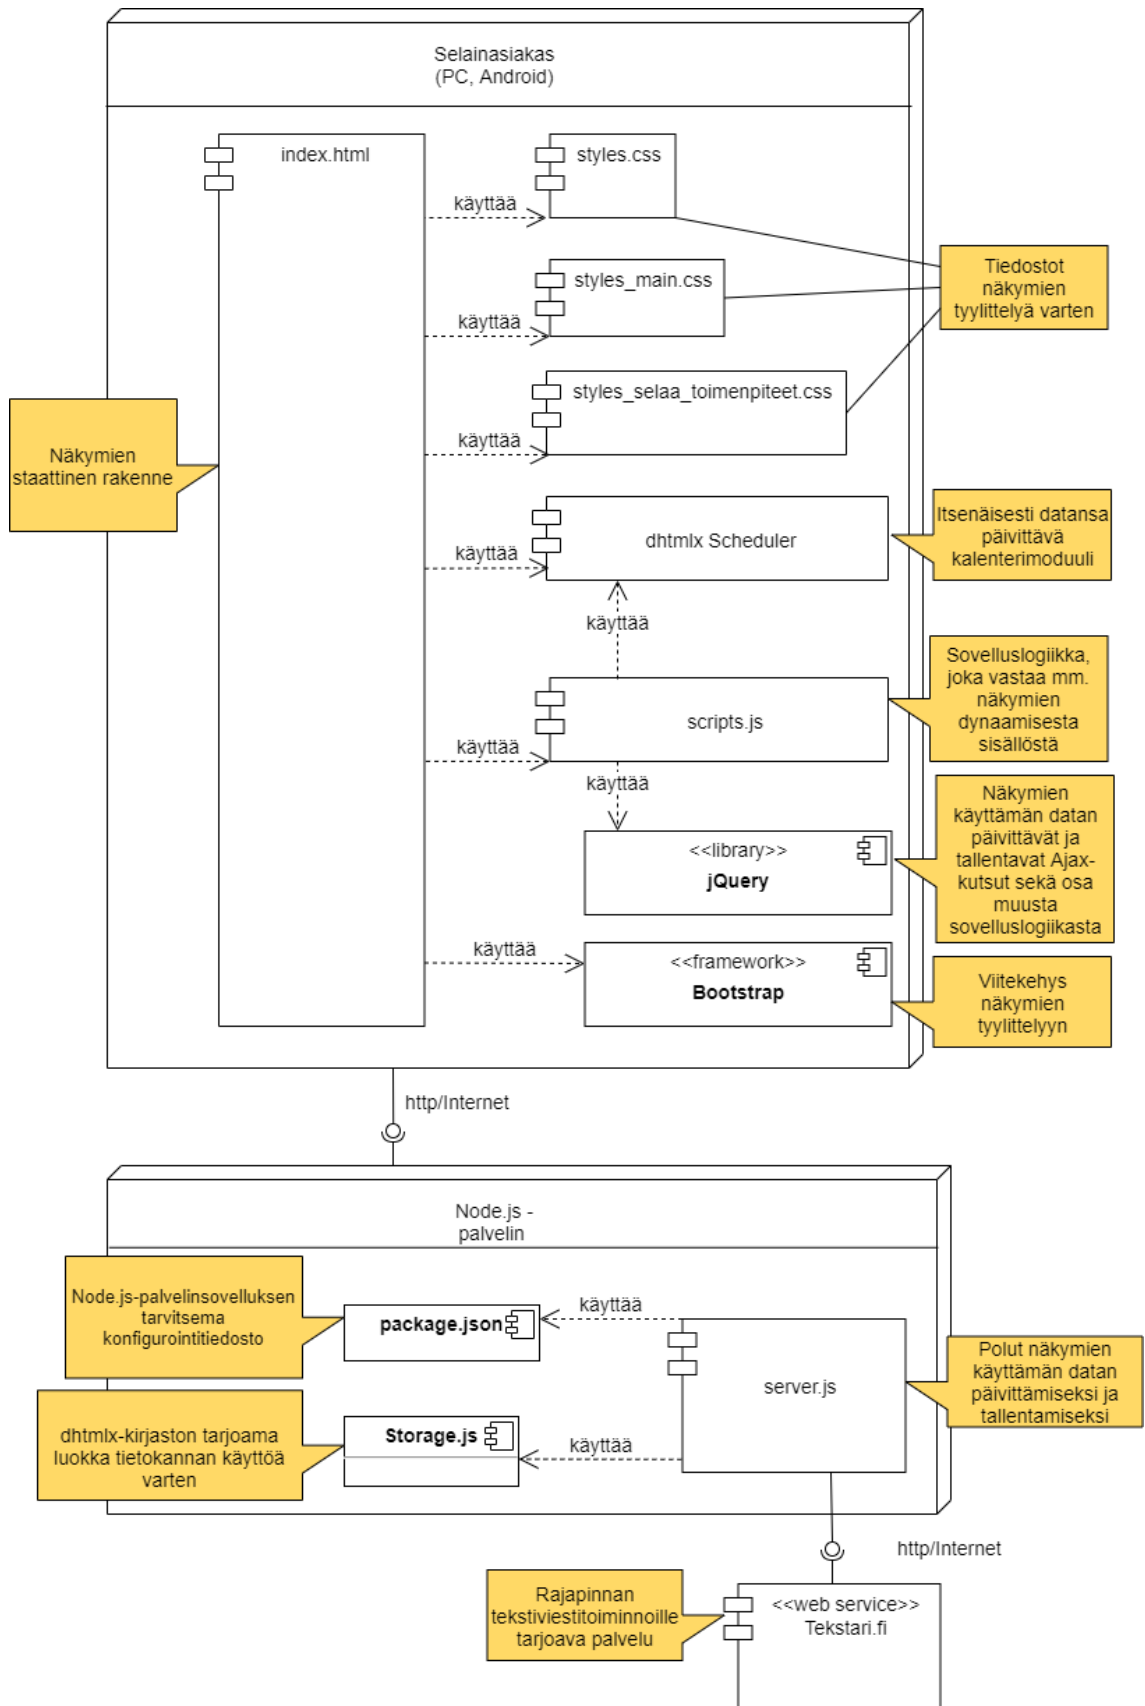 Selainasiakas
(PC, Android)
index.html
styles.css
käyttää
Tiedostot
näkymien
tyylittelyä varten
styles_main.css
käyttää
styles_selaa_toimenpiteet.css
käyttää
Näkymien
staattinen rakenne
dhtmlx Scheduler
käyttää
Itsenäisesti datansa
päivittävä
kalenterimoduuli
käyttää
Sovelluslogiikka,
joka vastaa mm.
näkymien
dynaamisesta
sisällöstä
scripts.js
käyttää
käyttää
Näkymien
käyttämän datan
päivittävät ja
tallentavat Ajax-
kutsut sekä osa
muusta
sovelluslogiikasta
<<library>>
jQuery
käyttää
<<framework>>
Bootstrap
Viitekehys
näkymien
tyylittelyyn
http/Internet
Node.js -
palvelin
Node.js-palvelinsovelluksen
tarvitsema
konfigurointitiedosto
package.json
käyttää
server.js
Polut näkymien
käyttämän datan
päivittämiseksi ja
tallentamiseksi
dhtmlx-kirjaston tarjoama
luokka tietokannan käyttöä
varten
Storage.js
käyttää
http/Internet
Rajapinnan
tekstiviestitoiminnoille
tarjoava palvelu
<<web service>>
Tekstari.fi